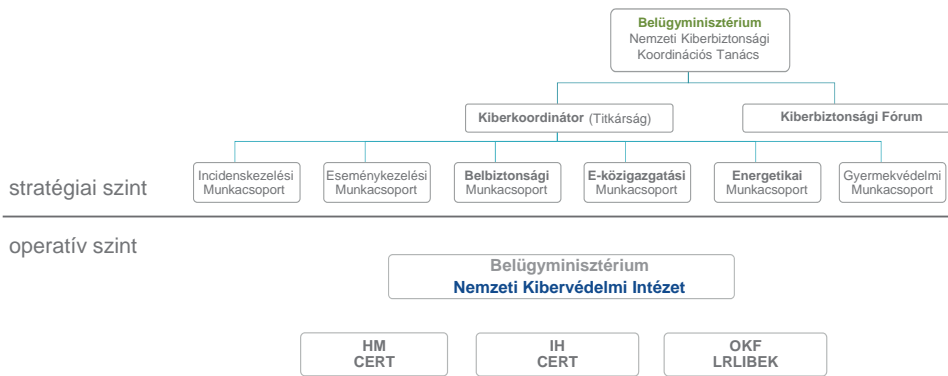 Belügyminisztérium
Nemzeti Kiberbiztonsági
Koordinációs Tanács
Kiberkoordinátor (Titkárság)
Kiberbiztonsági Fórum
stratégiai szint
Incidenskezelési
Munkacsoport
Eseménykezelési
Munkacsoport
Belbiztonsági
Munkacsoport
E-közigazgatási
Munkacsoport
Energetikai
Munkacsoport
Gyermekvédelmi
Munkacsoport
operatív szint
Belügyminisztérium
Nemzeti Kibervédelmi Intézet
HM
CERT
IH
CERT
OKF
LRLIBEK